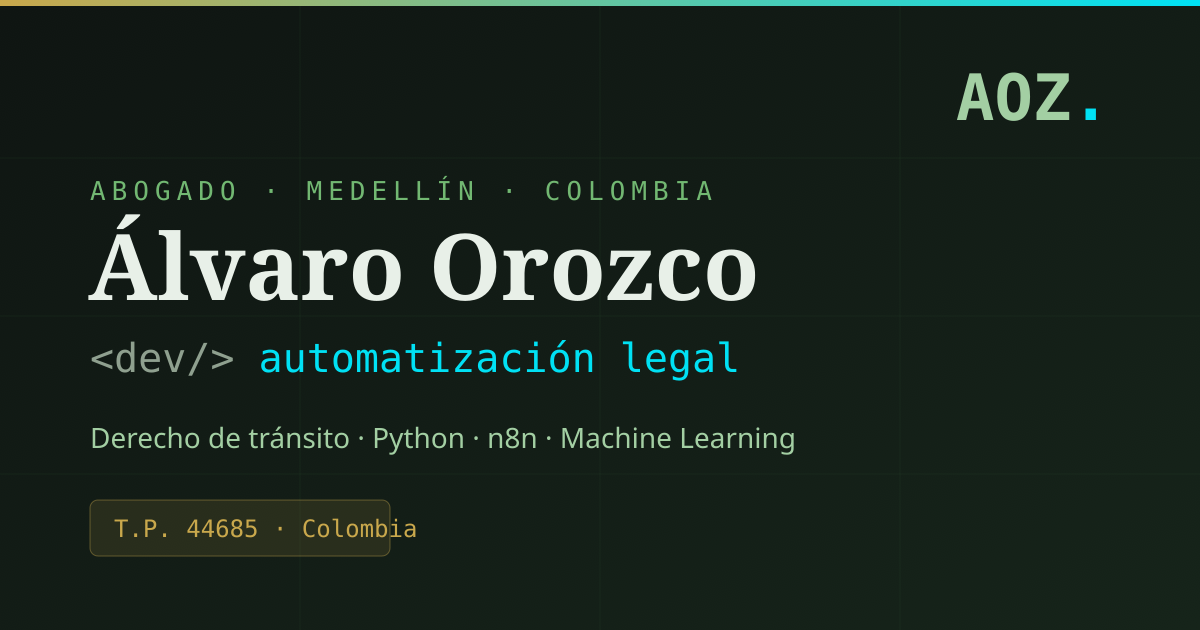 AOZ.
ABOGADO · MEDELLÍN · COLOMBIA
Álvaro Orozco
<dev/> automatización legal
Derecho de tránsito · Python · n8n · Machine Learning
T.P. 44685 · Colombia